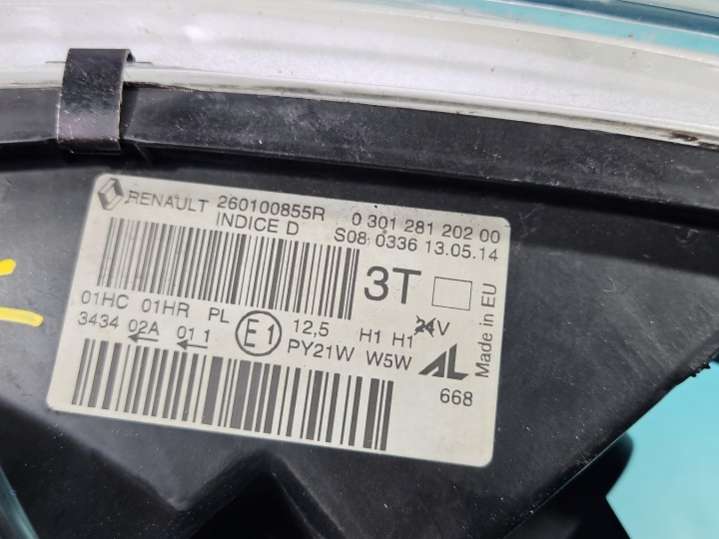 RENAULT 260100855R 0 301 281 202 00
INDICE D S08 0336 13.05.14
3T
01HC 01HR PL E1 12,5 H1 H1 24V
3434 02A 01 1 PY21W W5W AL
668
Made in EU